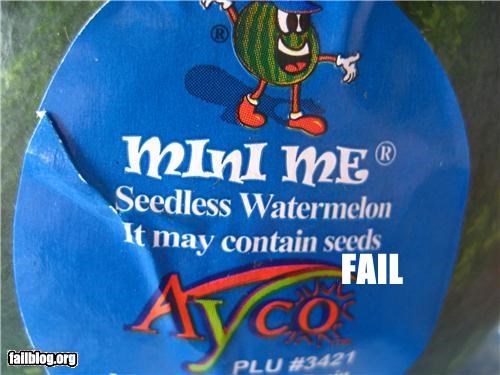 ®
mInI mE®
Seedless Watermelon
It may contain seeds
FAIL
AyCO
PLU #3421
failblog.org